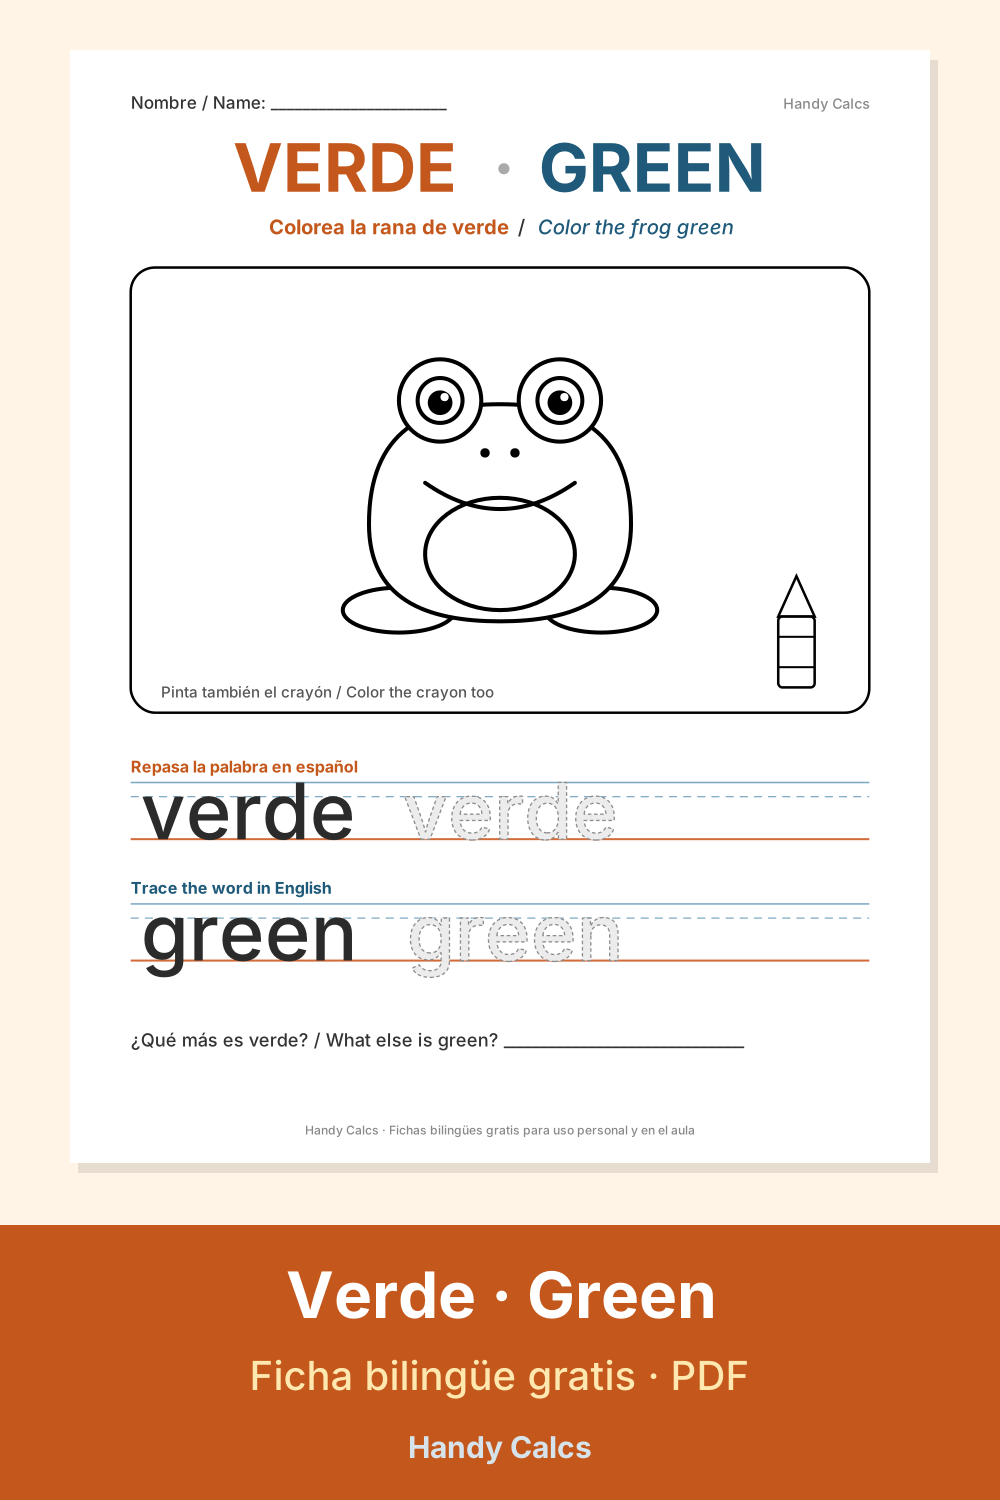 Nombre / Name: ______________________
Handy Calcs
VERDE • GREEN
Colorea la rana de verde / Color the frog green
Pinta también el crayón / Color the crayon too
Repasa la palabra en español
verde verde
Trace the word in English
green green
¿Qué más es verde? / What else is green? ______________________________
Handy Calcs · Fichas bilingües gratis para uso personal y en el aula
Verde · Green
Ficha bilingüe gratis · PDF
Handy Calcs